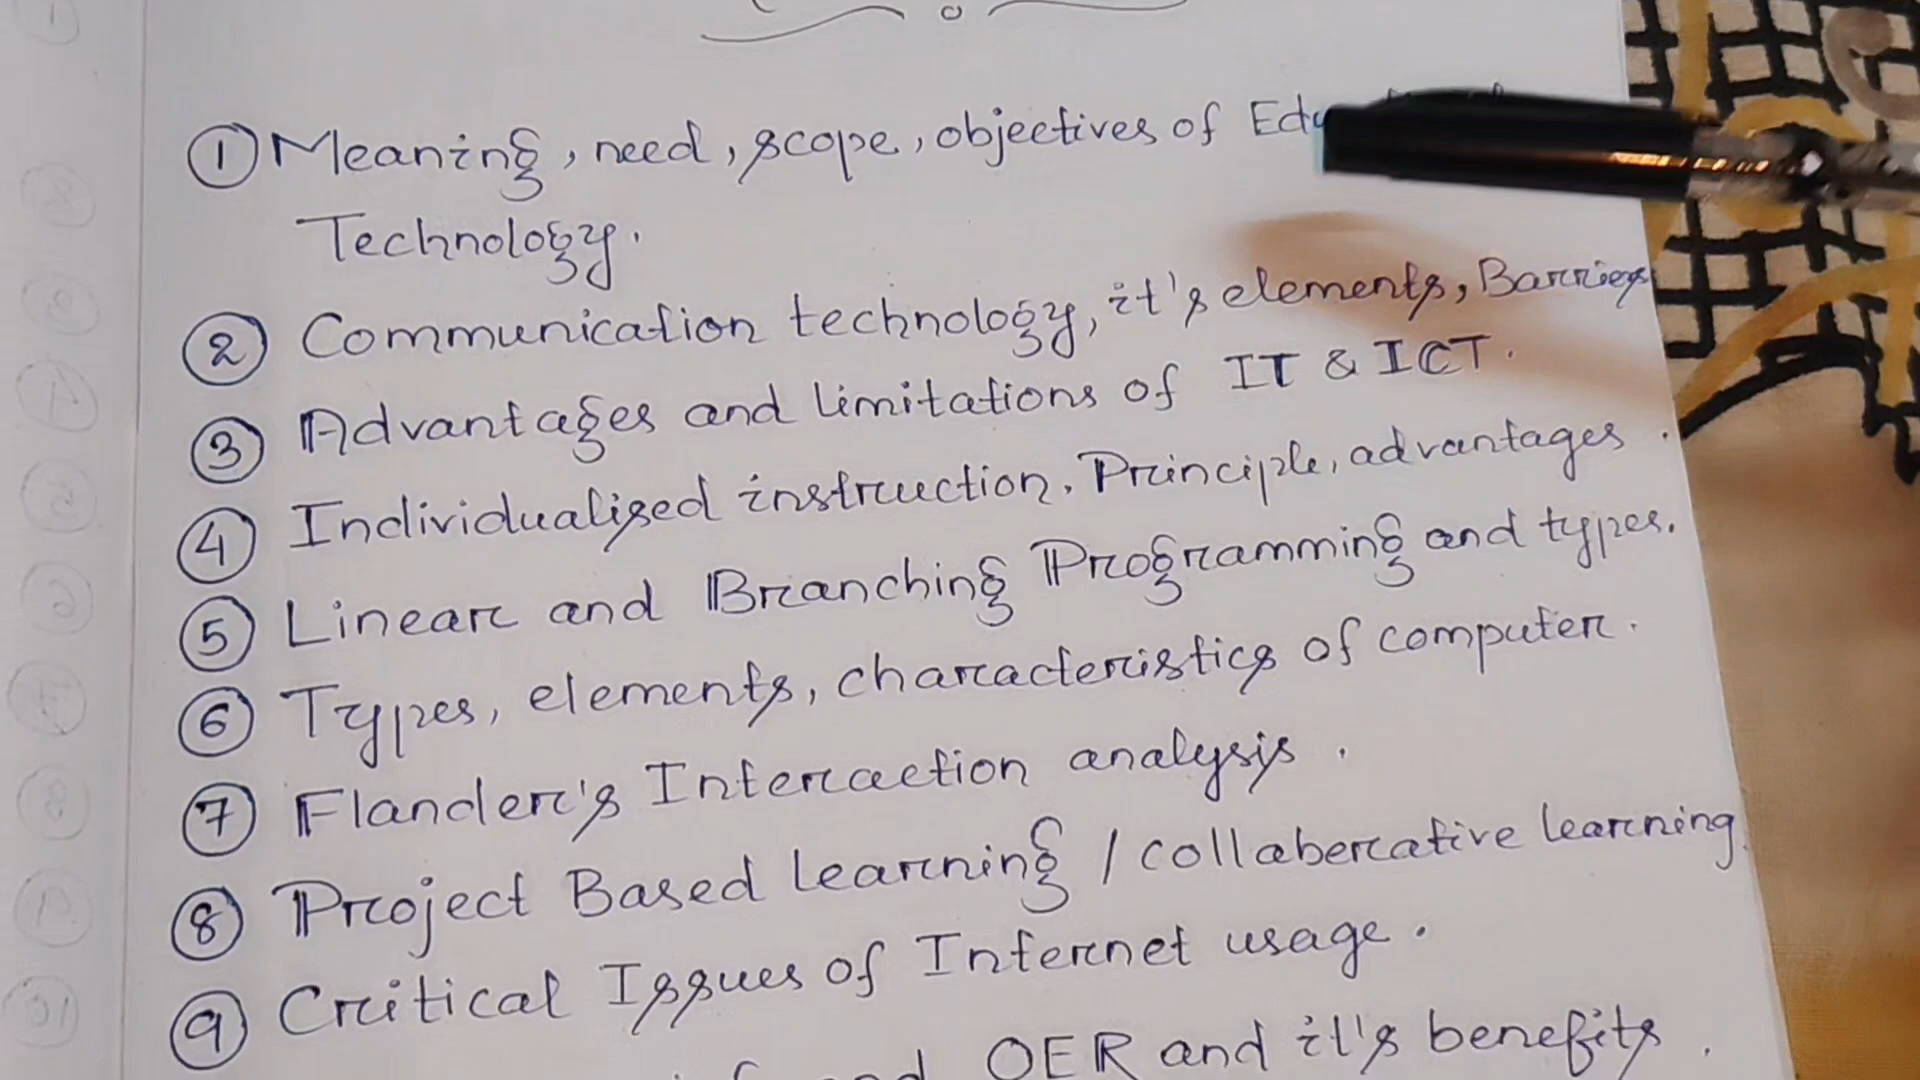 ① Meaning, need, scope, objectives of
Technology.
② Communication technology, it's elements, Barriers
③ Advantages and limitations of IT & ICT.
④ Individualised instruction. Principle, advantages.
⑤ Linear and Branching Programming and types.
⑥ Types, elements, characteristics of computer.
⑦ Flander's Interaction analysis.
⑧ Project Based Learning / collaberative learning.
⑨ Critical Issues of Internet usage.
OER and it's benefits.